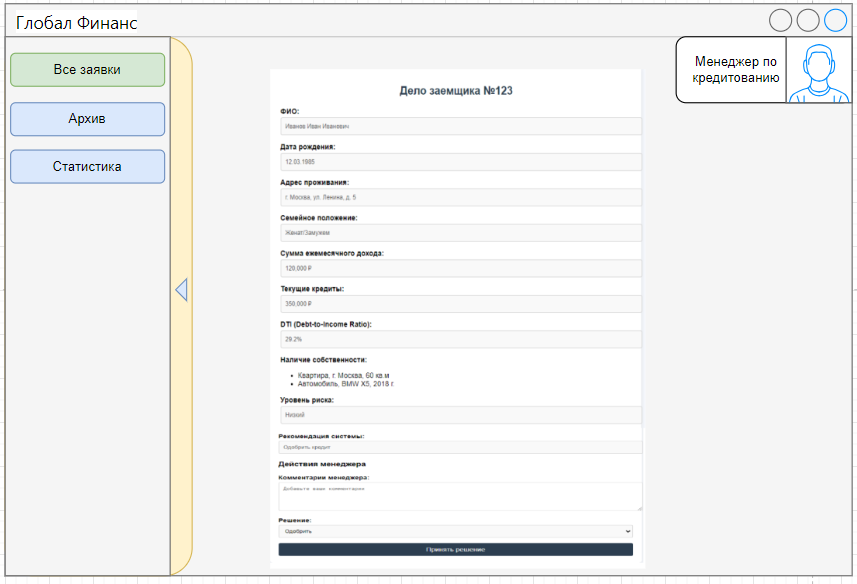 Глобал Финанс
Все заявки
Архив
Статистика
Менеджер по
кредитованию
Дело заемщика №123
ФИО:
Иванов Иван Иванович
Дата рождения:
12.03.1985
Адрес проживания:
г. Москва, ул. Ленина, д. 5
Семейное положение:
Женат/Замужем
Сумма ежемесячного дохода:
120,000 ₽
Текущие кредиты:
350,000 ₽
DTI (Debt-to-Income Ratio):
29.2%
Наличие собственности:
• Квартира, г. Москва, 60 кв.м
• Автомобиль, BMW X5, 2018 г.
Уровень риска:
Низкий
Рекомендация системы:
Одобрить кредит
Действия менеджера
Комментарии менеджера:
Добавьте ваши комментарии
Решение:
Одобрить
Принять решение